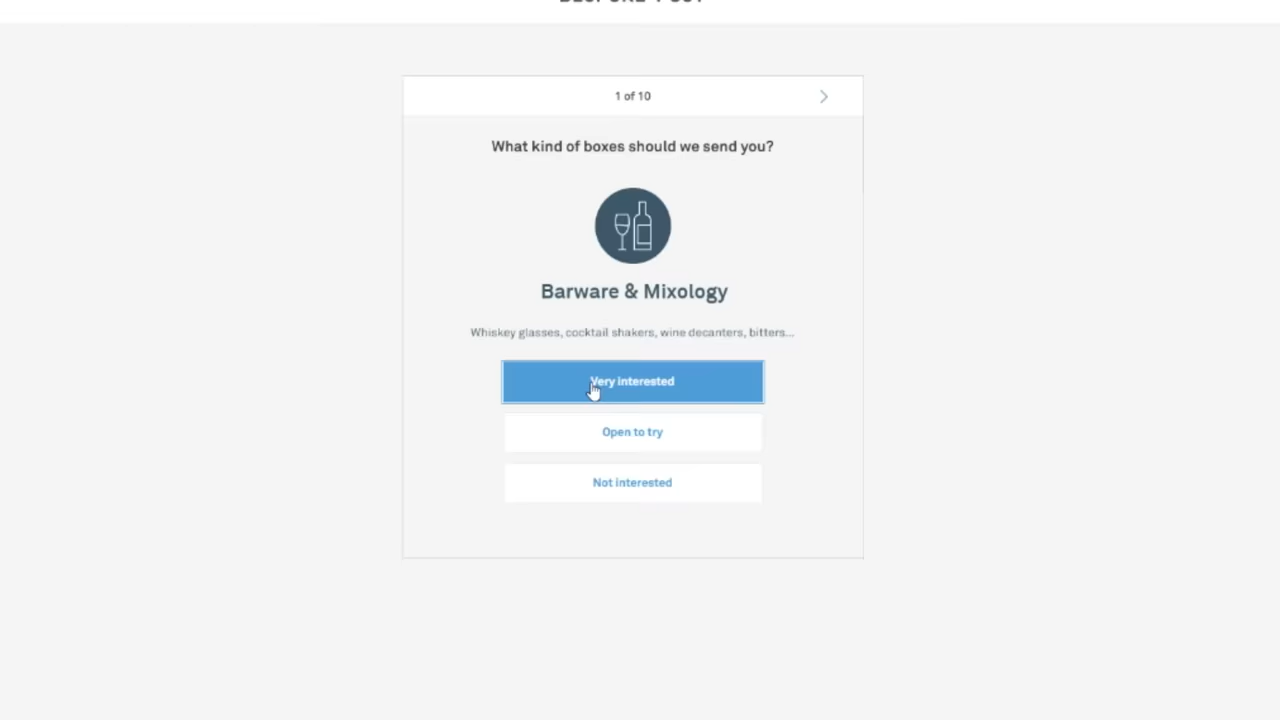 1 of 10
What kind of boxes should we send you?
Barware & Mixology
Whiskey glasses, cocktail shakers, wine decanters, bitters...
Very interested
Open to try
Not interested